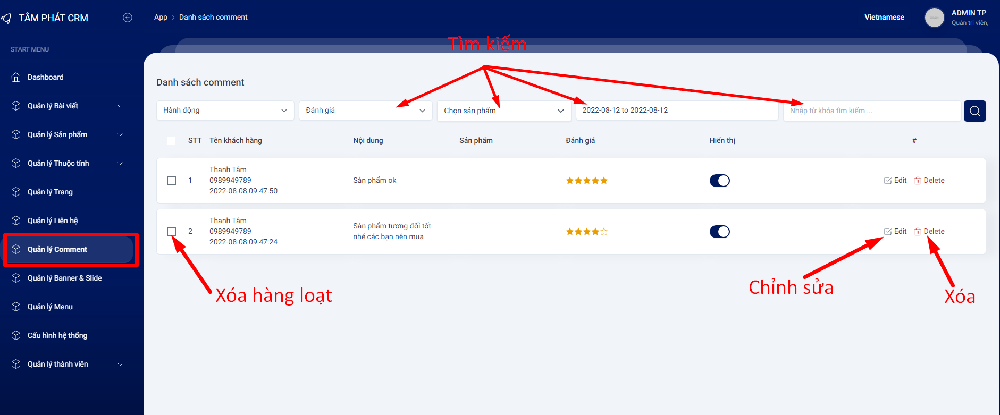 TÂM PHÁT CRM
App > Danh sách comment
Vietnamese
ADMIN TP
Quản trị viên,
START MENU
Dashboard
Quản lý Bài viết
Quản lý Sản phẩm
Quản lý Thuộc tính
Quản lý Trang
Quản lý Liên hệ
Quản lý Comment
Quản lý Banner & Slide
Quản lý Menu
Cấu hình hệ thống
Quản lý thành viên
Tìm kiếm
Danh sách comment
Hành động
Đánh giá
Chọn sản phẩm
2022-08-12 to 2022-08-12
Nhập từ khóa tìm kiếm ...
STT Tên khách hàng Nội dung Sản phẩm Đánh giá Hiển thị #
1
Thanh Tâm
0989949789
2022-08-08 09:47:50
Sản phẩm ok
Edit Delete
2
Thanh Tâm
0989949789
2022-08-08 09:47:24
Sản phẩm tương đối tốt
nhé các bạn nên mua
Edit Delete
Xóa hàng loạt
Chỉnh sửa
Xóa